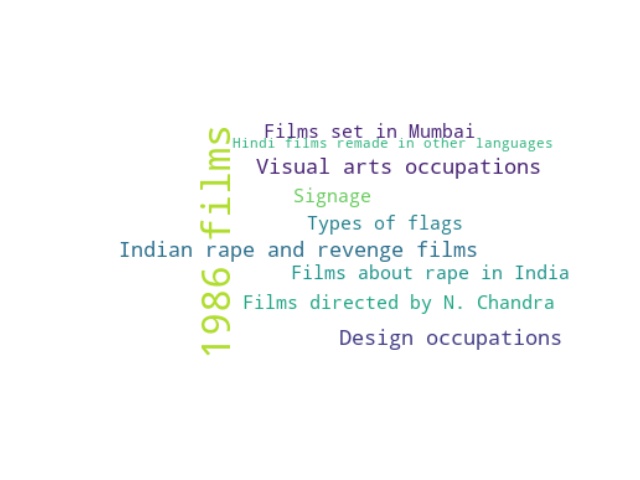 1986 films
Films set in Mumbai
Hindi films remade in other languages
Visual arts occupations
Signage
Types of flags
Indian rape and revenge films
Films about rape in India
Films directed by N. Chandra
Design occupations